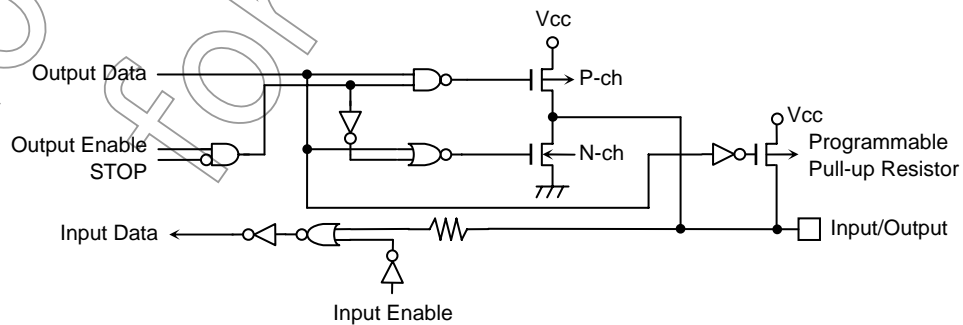 Vcc
Output Data
P-ch
Vcc
Output Enable
STOP
N-ch
Programmable
Pull-up Resistor
Input Data
Input/Output
Input Enable
for